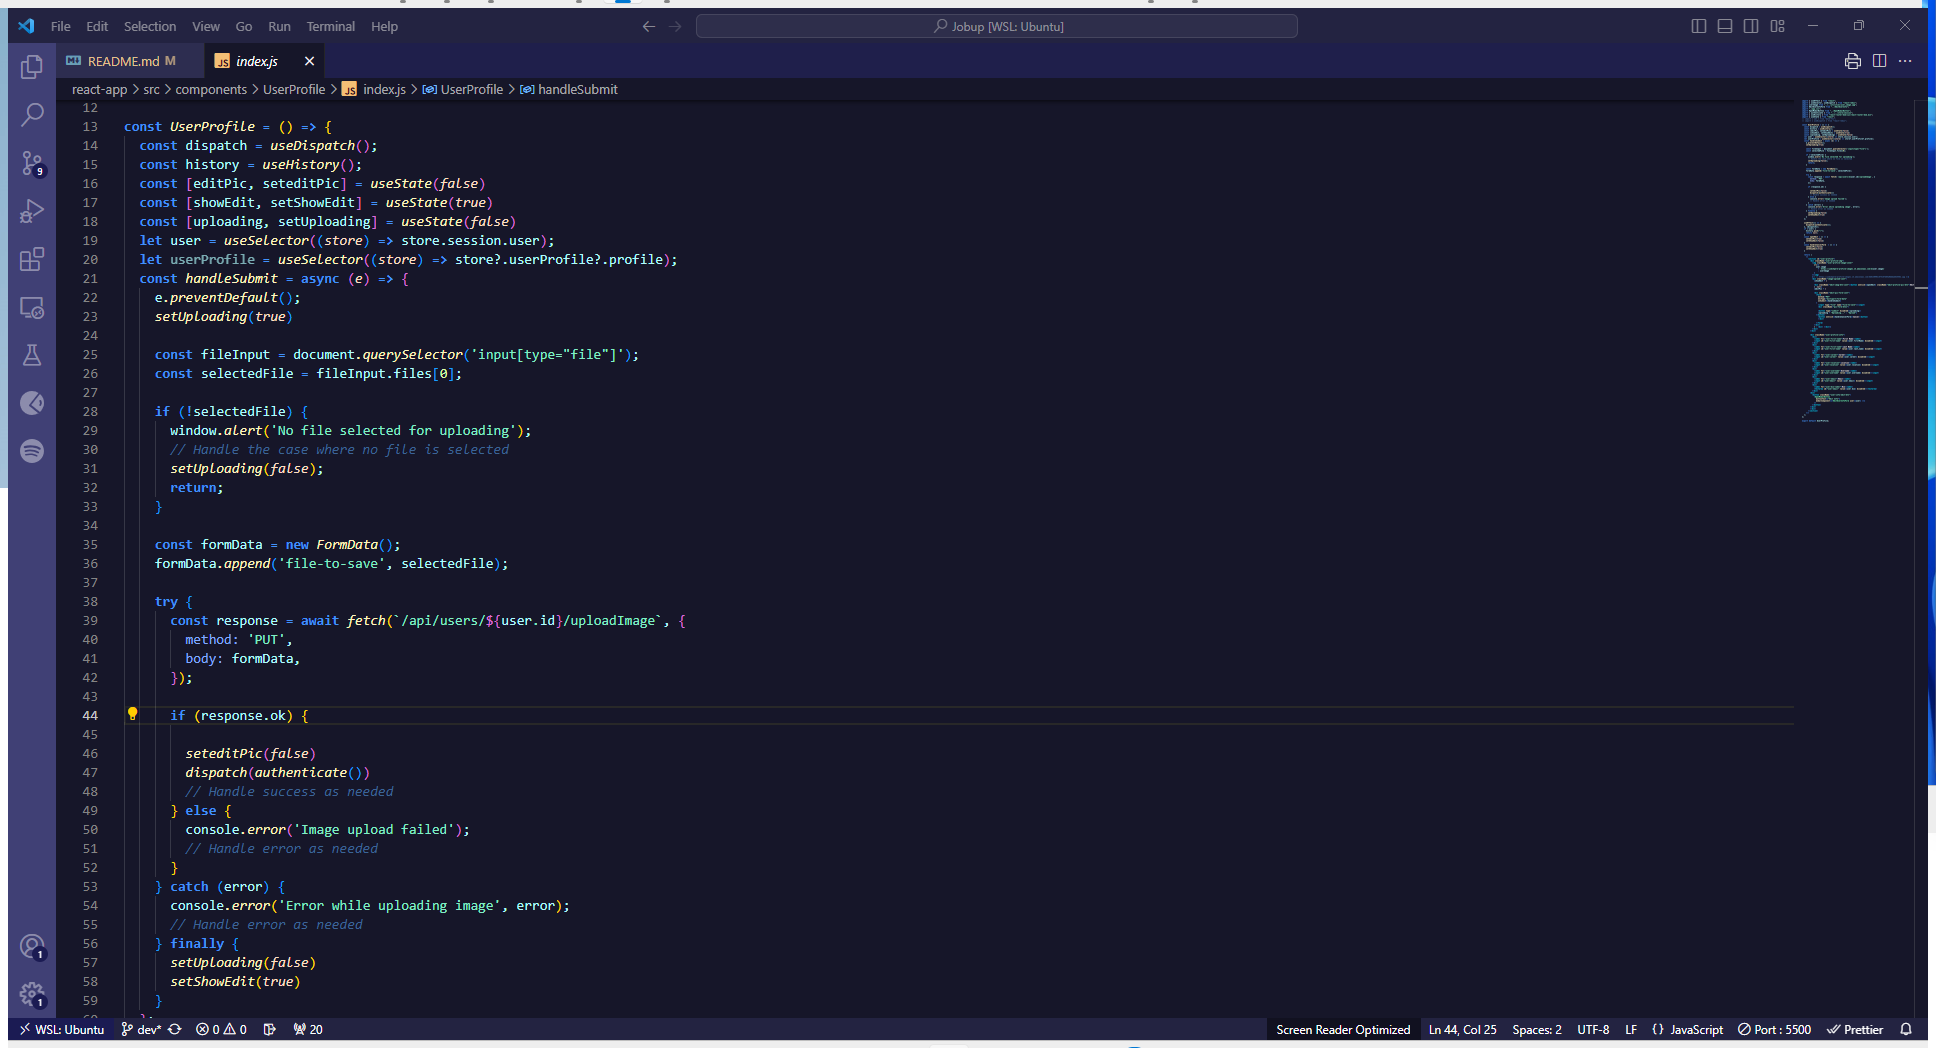 File Edit Selection View Go Run Terminal Help
Jobup [WSL: Ubuntu]
README.md M
JS index.js
react-app > src > components > UserProfile > JS index.js > UserProfile > handleSubmit
12
13 const UserProfile = () => {
14 const dispatch = useDispatch();
15 const history = useHistory();
16 const [editPic, seteditPic] = useState(false)
17 const [showEdit, setShowEdit] = useState(true)
18 const [uploading, setUploading] = useState(false)
19 let user = useSelector((store) => store.session.user);
20 let userProfile = useSelector((store) => store?.userProfile?.profile);
21 const handleSubmit = async (e) => {
22 e.preventDefault();
23 setUploading(true)
24
25 const fileInput = document.querySelector('input[type="file"]');
26 const selectedFile = fileInput.files[0];
27
28 if (!selectedFile) {
29 window.alert('No file selected for uploading');
30 // Handle the case where no file is selected
31 setUploading(false);
32 return;
33 }
34
35 const formData = new FormData();
36 formData.append('file-to-save', selectedFile);
37
38 try {
39 const response = await fetch(`/api/users/${user.id}/uploadImage`, {
40 method: 'PUT',
41 body: formData,
42 });
43
44 if (response.ok) {
45
46 seteditPic(false)
47 dispatch(authenticate())
48 // Handle success as needed
49 } else {
50 console.error('Image upload failed');
51 // Handle error as needed
52 }
53 } catch (error) {
54 console.error('Error while uploading image', error);
55 // Handle error as needed
56 } finally {
57 setUploading(false)
58 setShowEdit(true)
59 }
9
1
1
WSL: Ubuntu dev* 0 0 20 Screen Reader Optimized Ln 44, Col 25 Spaces: 2 UTF-8 LF {} JavaScript Port : 5500 Prettier